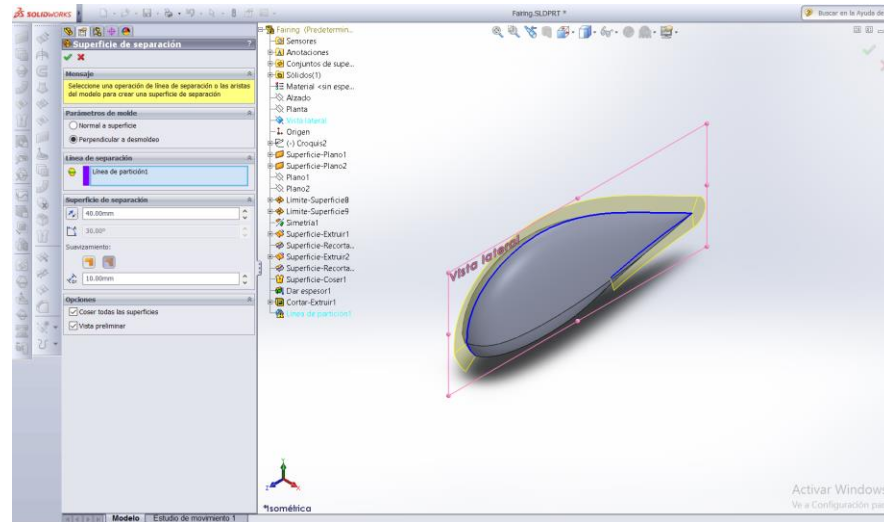 SOLIDWORKS
Fairing.SLDPRT *
Buscar en la Ayuda de
Superficie de separación
?
Mensaje
Seleccione una operación de línea de separación o las aristas
del modelo para crear una superficie de separación
Parámetros de molde
Normal a superficie
Perpendicular a desmoldeo
Línea de separación
Línea de partición1
Superficie de separación
40.00mm
30.00°
Suavizamiento:
10.00mm
Opciones
Coser todas las superficies
Vista preliminar
Fairing (Predetermin...
Sensores
Anotaciones
Conjuntos de supe...
Sólidos(1)
Material <sin espe...
Alzado
Planta
Vista lateral
Origen
(-) Croquis2
Superficie-Plano1
Superficie-Plano2
Plano1
Plano2
Límite-Superficie8
Límite-Superficie9
Simetría1
Superficie-Extruir1
Superficie-Recorta...
Superficie-Extruir2
Superficie-Recorta...
Superficie-Coser1
Dar espesor1
Cortar-Extruir1
Línea de partición1
Vista lateral
*Isométrica
Activar Windows
Ve a Configuración pa
Modelo
Estudio de movimiento 1